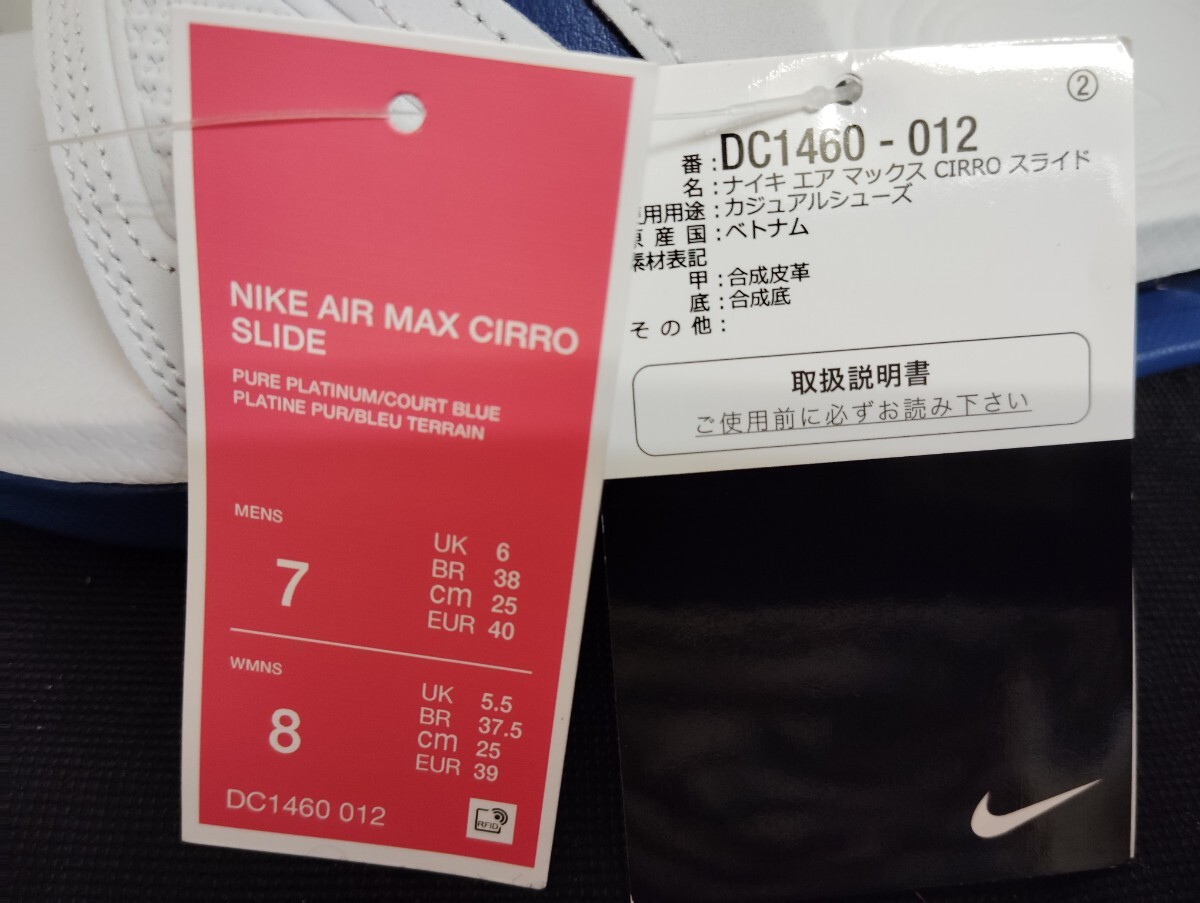 NIKE AIR MAX CIRRO
SLIDE
PURE PLATINUM/COURT BLUE
PLATINE PUR/BLEU TERRAIN
MENS
7
UK 6
BR 38
cm 25
EUR 40
WMNS
8
UK 5.5
BR 37.5
cm 25
EUR 39
DC1460 012
RFID
②
番:DC1460 - 012
名:ナイキ エア マックス CIRRO スライド
用用途:カジュアルシューズ
産 国:ベトナム
素材表記
甲:合成皮革
底:合成底
その他:
取扱説明書
ご使用前に必ずお読み下さい